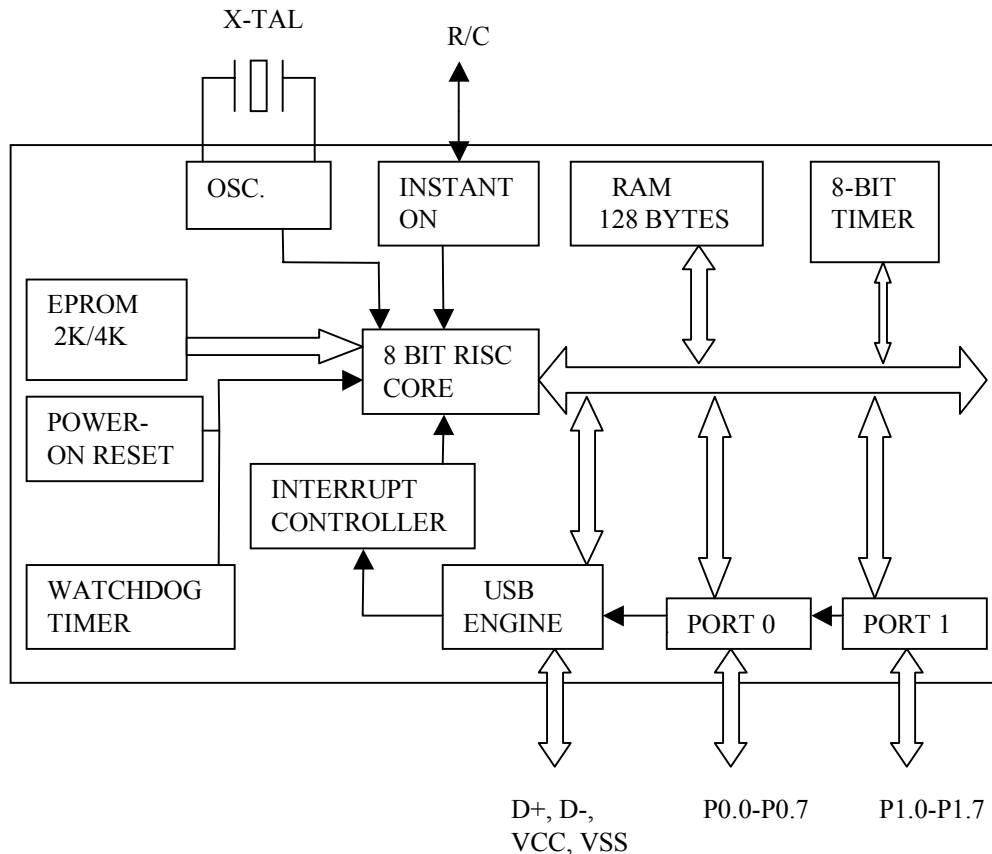 X-TAL
R/C
OSC.
INSTANT
ON
RAM
128 BYTES
8-BIT
TIMER
EPROM
2K/4K
8 BIT RISC
CORE
POWER-
ON RESET
INTERRUPT
CONTROLLER
WATCHDOG
TIMER
USB
ENGINE
PORT 0
PORT 1
D+, D-,
VCC, VSS
P0.0-P0.7
P1.0-P1.7